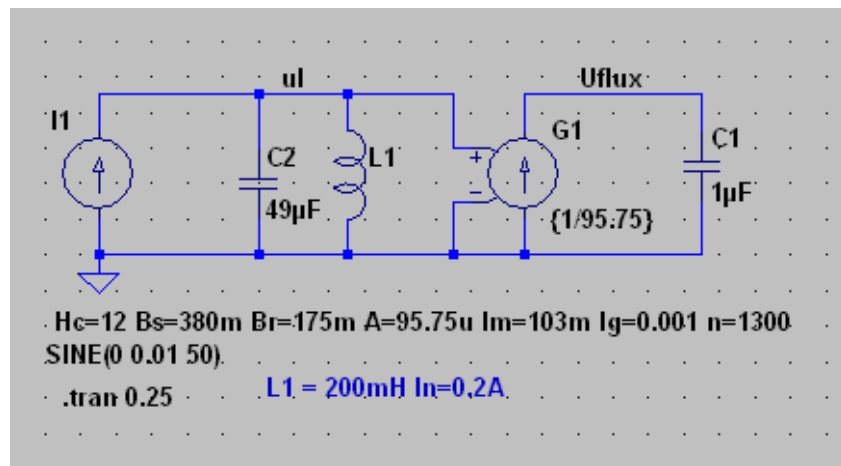 ul
Uflux
I1
G1
C1
C2
L1
+
49µF
1µF
-
{1/95.75}
Hc=12 Bs=380m Br=175m A=95.75u lm=103m lg=0.001 n=1300
SINE(0 0.01 50)
.tran 0.25
L1 = 200mH In=0,2A